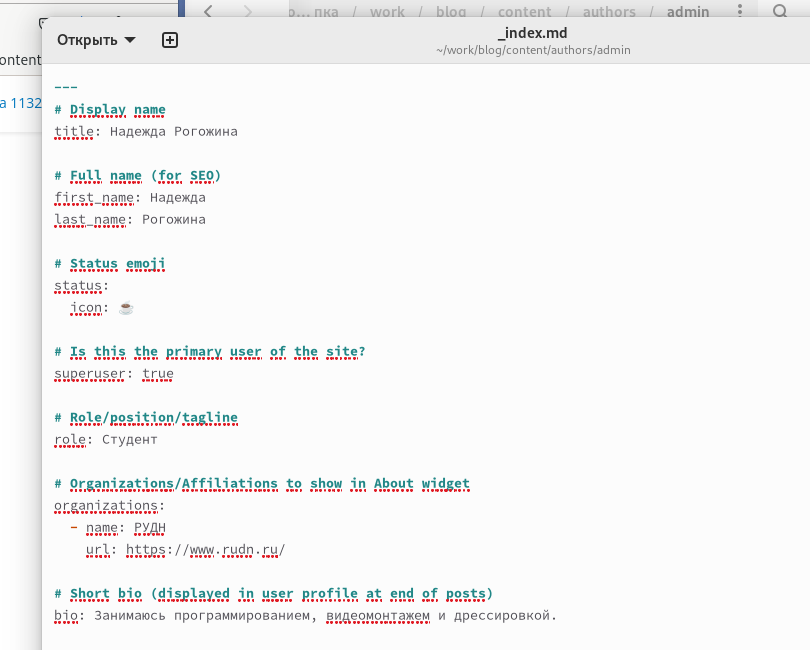 о... пка / work / blog / content / authors / admin
Открыть
_index.md
~/work/blog/content/authors/admin
ontent
а 1132
---
# Display name
title: Надежда Рогожина
# Full name (for SEO)
first_name: Надежда
last_name: Рогожина
# Status emoji
status:
icon: ☕
# Is this the primary user of the site?
superuser: true
# Role/position/tagline
role: Студент
# Organizations/Affiliations to show in About widget
organizations:
- name: РУДН
url: https://www.rudn.ru/
# Short bio (displayed in user profile at end of posts)
bio: Занимаюсь программированием, видеомонтажем и дрессировкой.